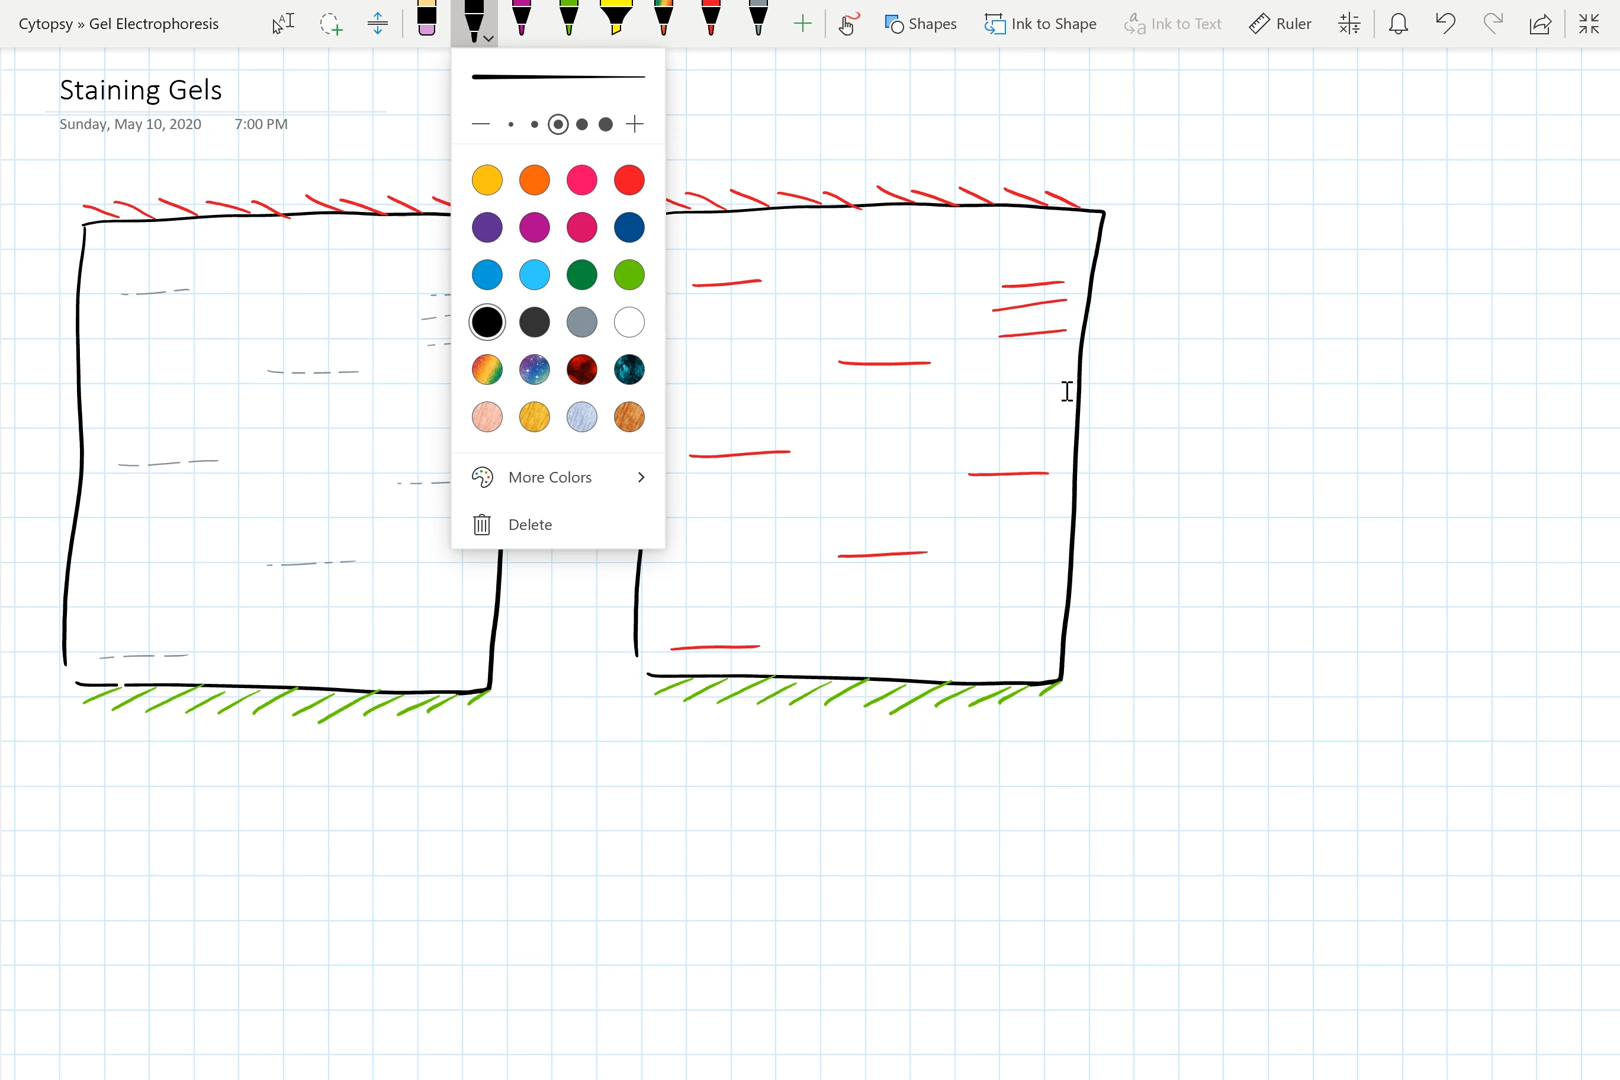 Cytopsy » Gel Electrophoresis
Shapes
Ink to Shape
Ink to Text
Ruler
Staining Gels
Sunday, May 10, 2020 7:00 PM
More Colors
Delete